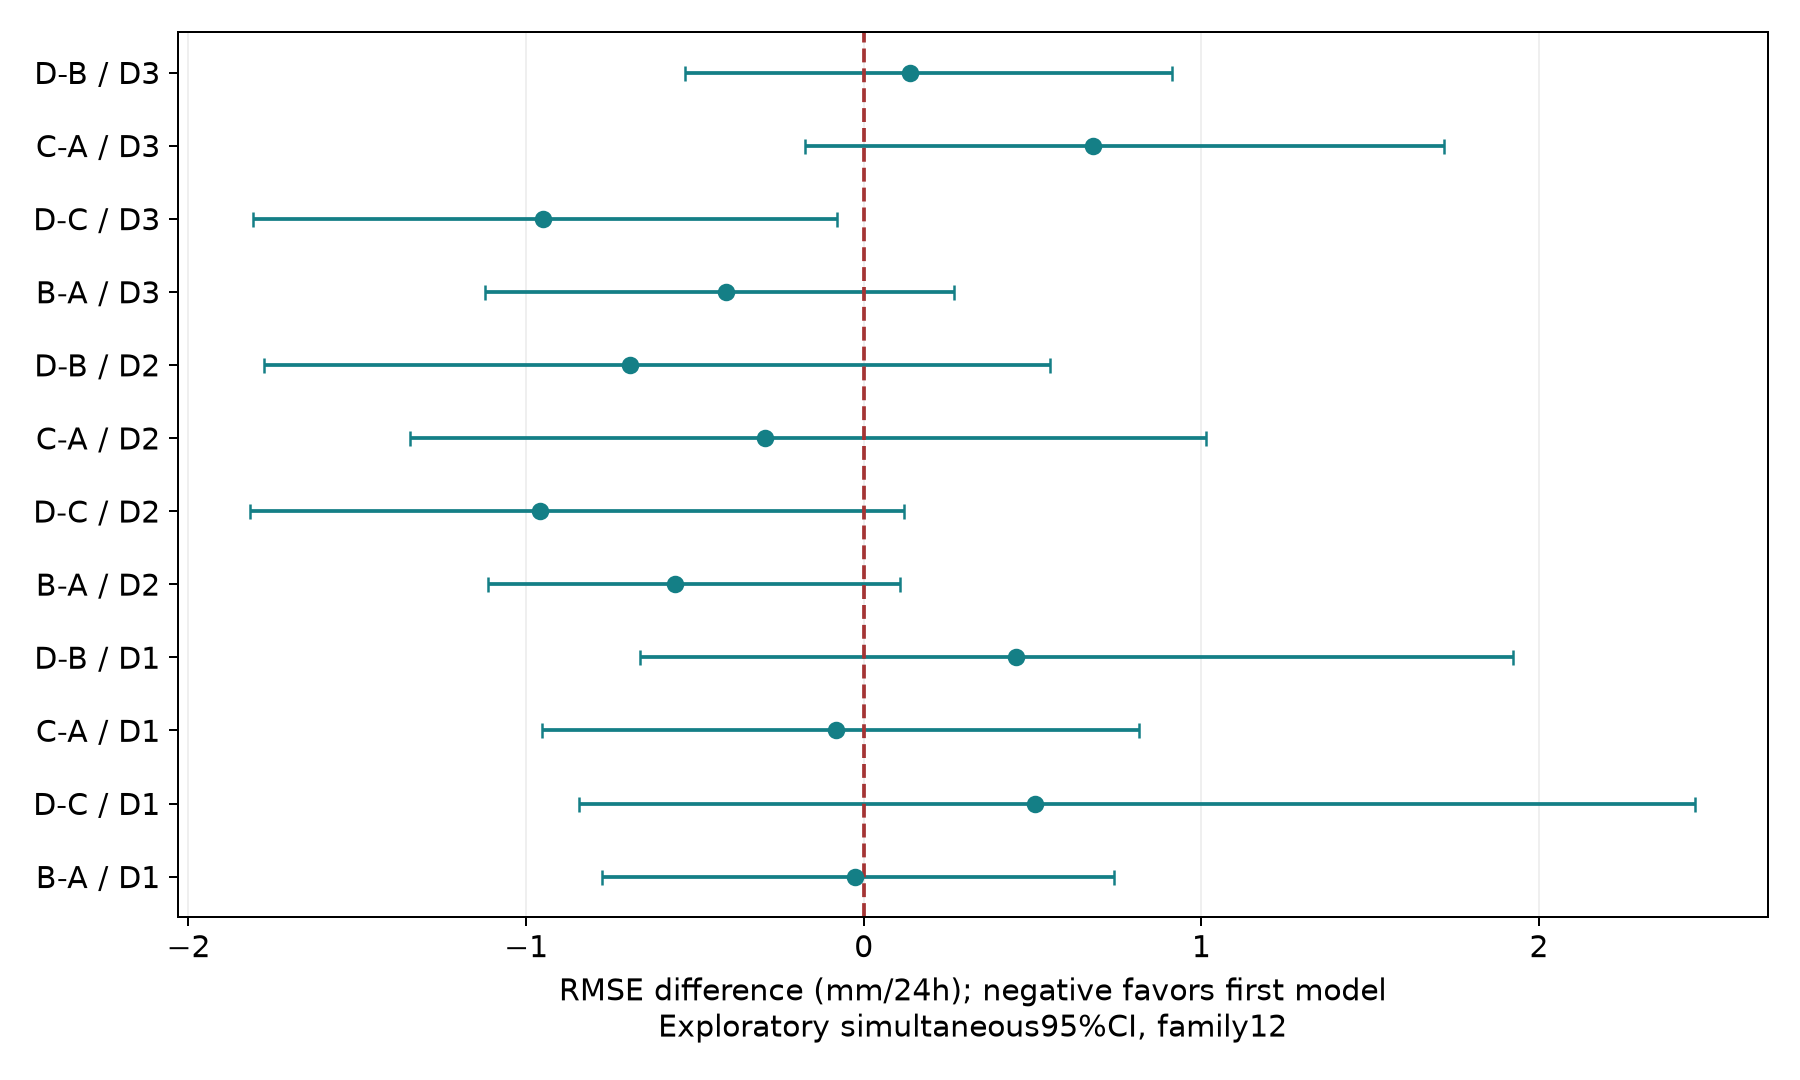 D-B / D3
C-A / D3
D-C / D3
B-A / D3
D-B / D2
C-A / D2
D-C / D2
B-A / D2
D-B / D1
C-A / D1
D-C / D1
B-A / D1
−2 −1 0 1 2
RMSE difference (mm/24h); negative favors first model
Exploratory simultaneous95%CI, family12